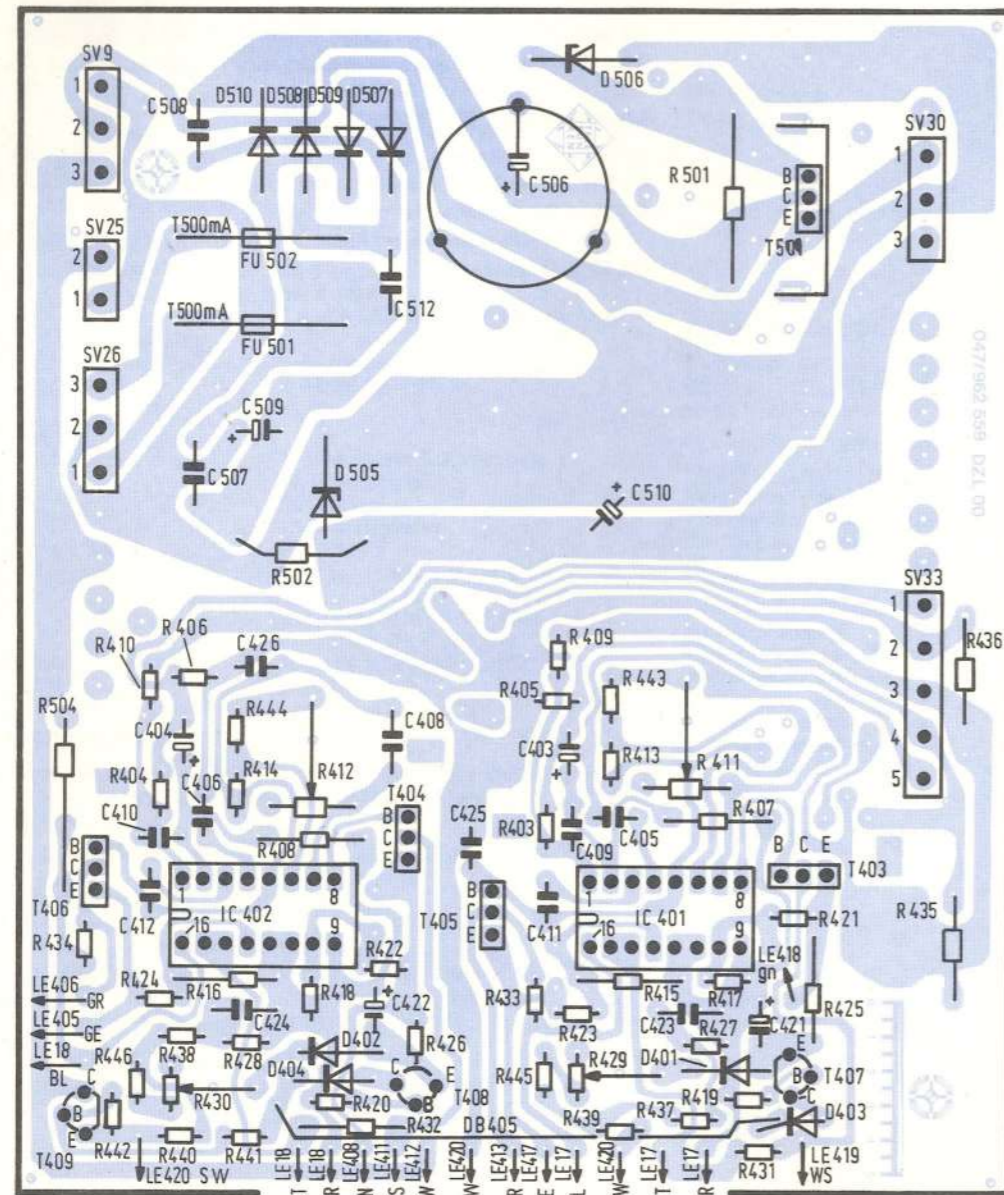 SV9
1
2
3
C508
D510 D508 D509 D507
D506
C506
+
R501
B
C
E
T501
SV30
1
2
3
SV25
2
1
T500mA
FU502
T500mA
FU501
C512
SV26
3
2
1
C509
+
C507
D505
C510
+
R502
047 962 659 DZL 00
SV33
1
2
3
4
5
R436
R410
R406
C426
R409
R405
R443
R504
C404
+
R444
C408
C403
+
R413
R411
R404
C406
R414
R412
T404
B
C
E
C425
R403
C405
R407
C410
R408
C409
B C E
T403
B
C
E
T406
C412
1
8
16
9
IC402
B
C
E
T405
C411
1
8
16
9
IC401
R421
R435
R434
R422
+
LE418
gn
R424
R416
R418
C422
R433
R415
R417
+
R425
LE406
GR
LE405
GE
LE18
BL
C424
R423
C423
R427
C421
R438
R428
D402
R426
R446
D404
R445
R429
D401
E
B
C
T407
C
B
E
T409
R430
R420
C
E
B
T408
R419
D403
R442
R432
DB405
R439
R437
R440
R441
R431
LE419
WS
LE420 SW
LE18
T
LE18
R
LE408
N
LE411
S
LE412
W
LE420
W
LE413
R
LE417
E
LE17
L
LE420
W
LE17
T
LE17
R